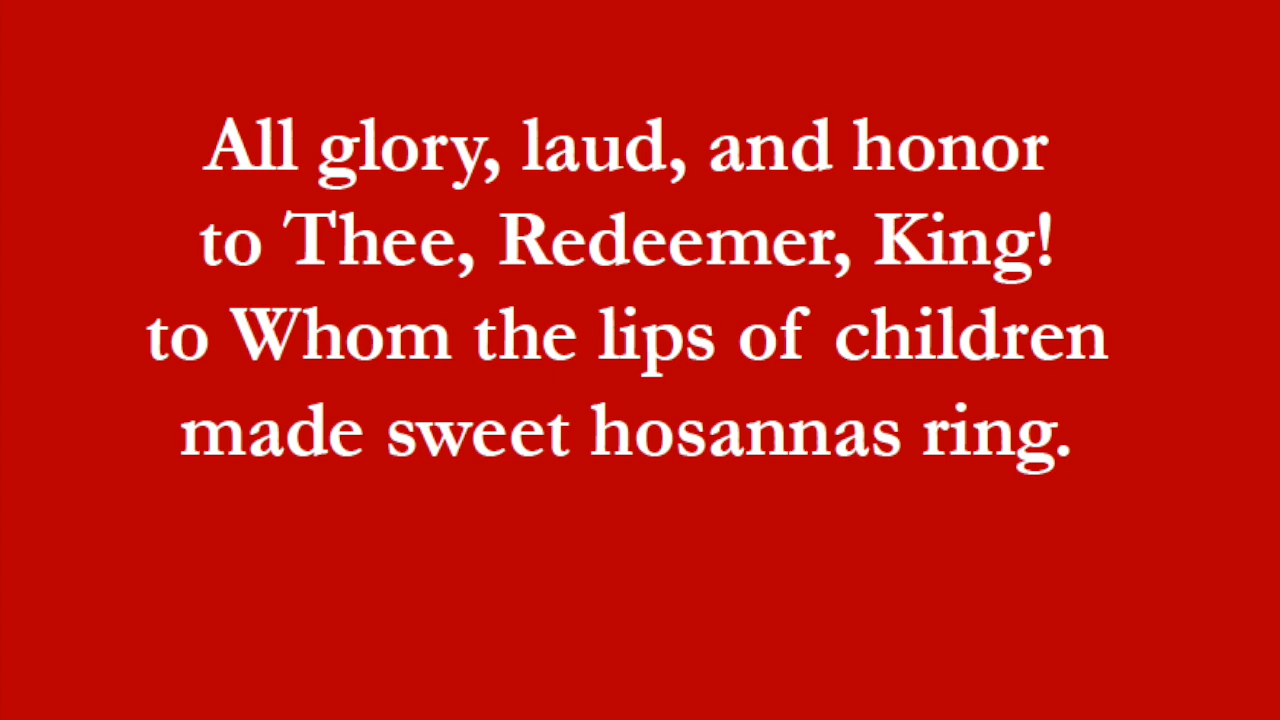 All glory, laud, and honor
to Thee, Redeemer, King!
to Whom the lips of children
made sweet hosannas ring.